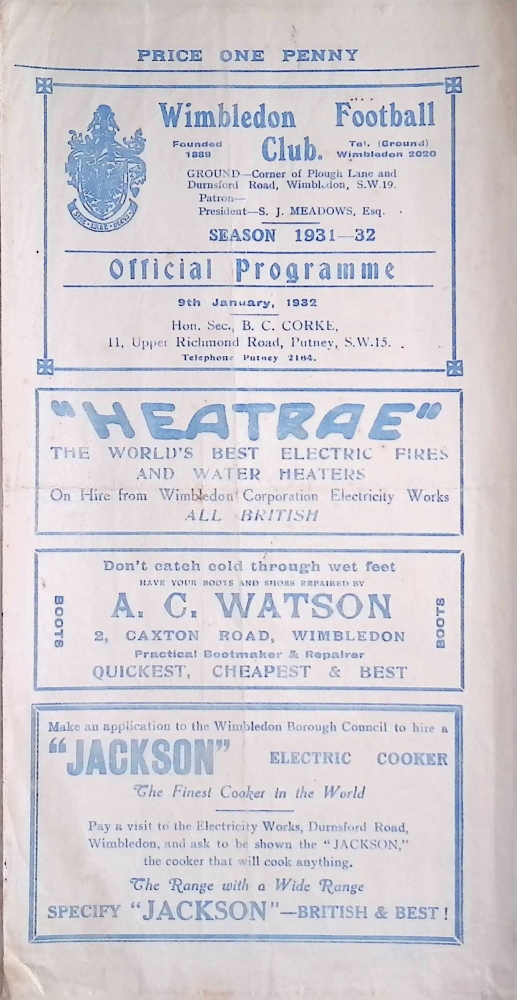 PRICE ONE PENNY
Wimbledon Football
Founded 1889
Club.
Tel. (Ground) Wimbledon 2020
GROUND—Corner of Plough Lane and
Durnsford Road, Wimbledon, S.W.19.
Patron—
President—S. J. MEADOWS, Esq.
SEASON 1931—32
Official Programme
9th January, 1932
Hon. Sec., B. C. CORKE,
11, Upper Richmond Road, Putney, S.W.15.
Telephone Putney 2164.
"HEATRAE"
THE WORLD'S BEST ELECTRIC FIRES
AND WATER HEATERS
On Hire from Wimbledon Corporation Electricity Works
ALL BRITISH
Don't catch cold through wet feet
HAVE YOUR BOOTS AND SHOES REPAIRED BY
BOOTS
A. C. WATSON
BOOTS
2, CAXTON ROAD, WIMBLEDON
Practical Bootmaker & Repairer
QUICKEST, CHEAPEST & BEST
Make an application to the Wimbledon Borough Council to hire a
"JACKSON" ELECTRIC COOKER
The Finest Cooker in the World
Pay a visit to the Electricity Works, Durnsford Road,
Wimbledon, and ask to be shown the "JACKSON,"
the cooker that will cook anything.
The Range with a Wide Range
SPECIFY "JACKSON"—BRITISH & BEST!